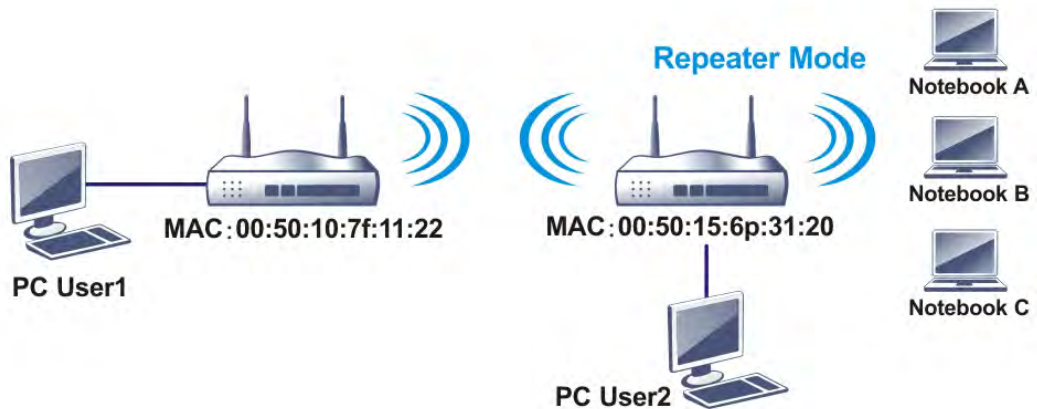 Repeater Mode
Notebook A
Notebook B
MAC:00:50:10:7f:11:22
MAC:00:50:15:6p:31:20
PC User1
Notebook C
PC User2